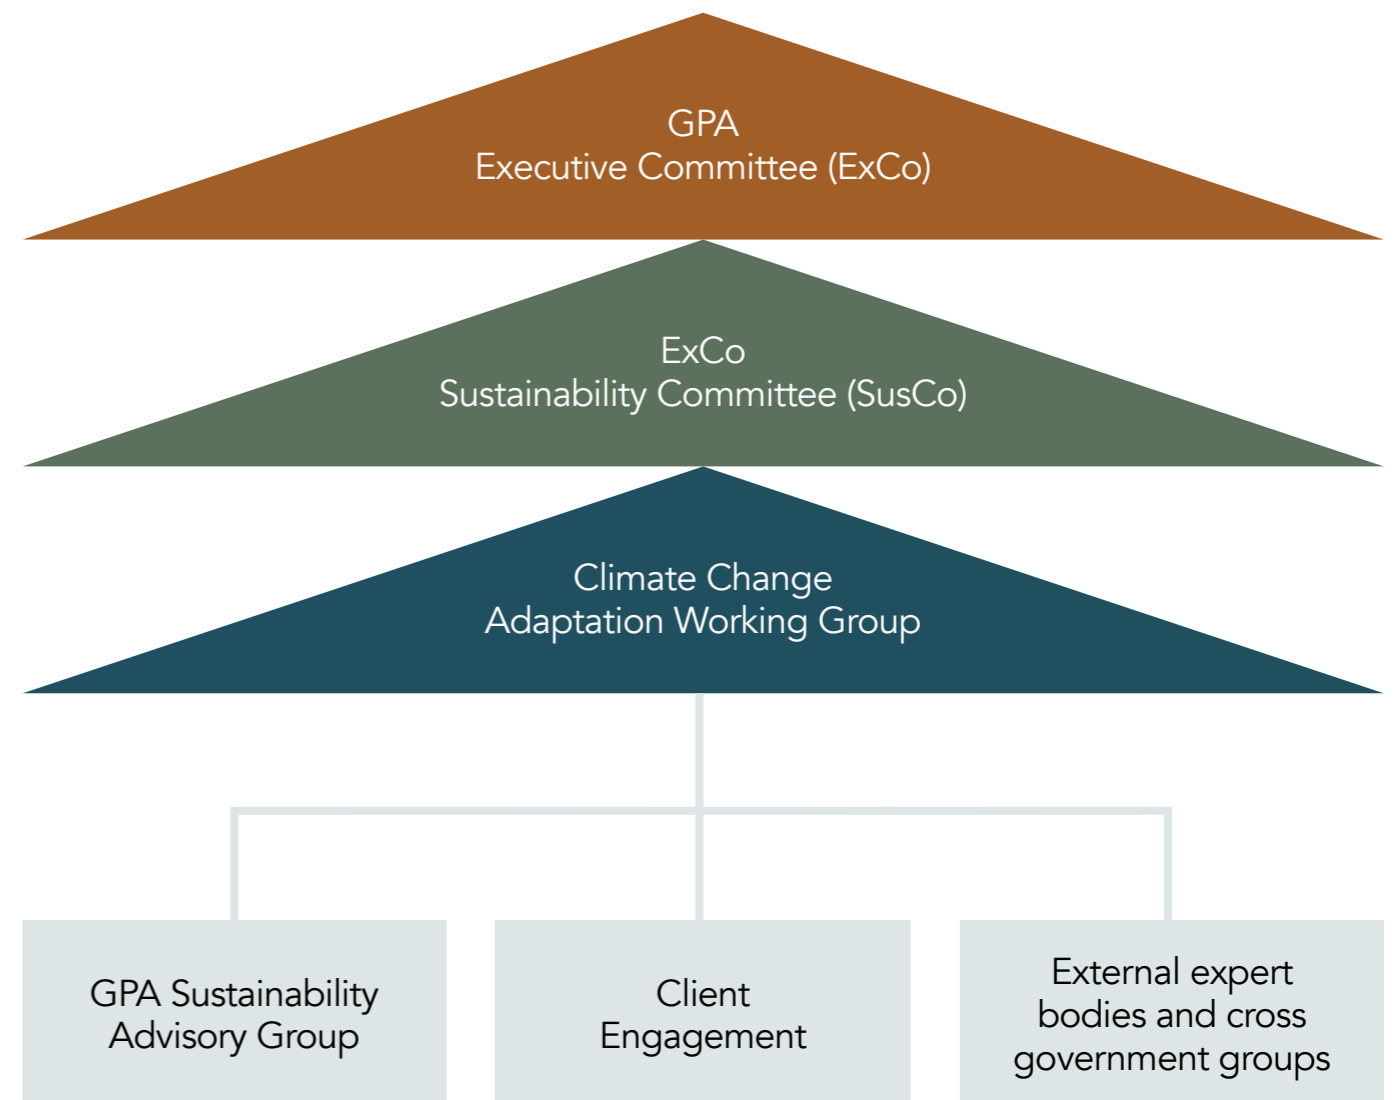 GPA
Executive Committee (ExCo)
ExCo
Sustainability Committee (SusCo)
Climate Change
Adaptation Working Group
GPA Sustainability
Advisory Group
Client
Engagement
External expert
bodies and cross
government groups